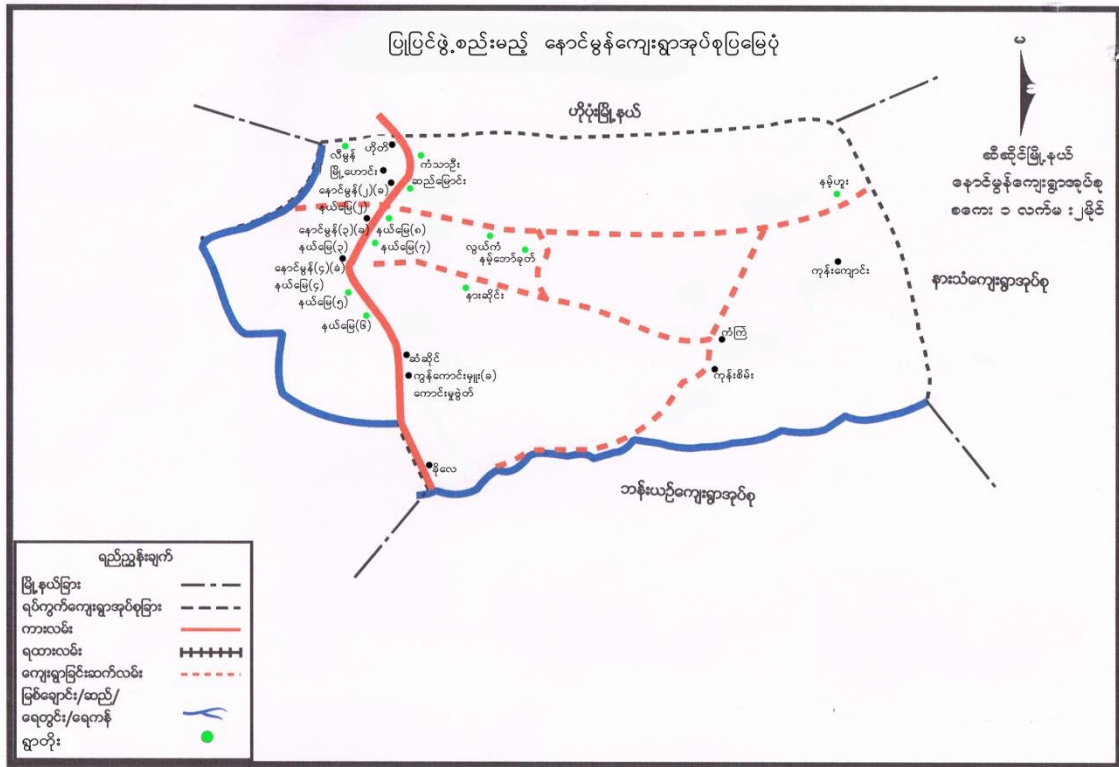 ပြုပြင်ဖွဲ့စည်းမည့် နောင်မွန်ကျေးရွာအုပ်စုပြမြေပုံ
ဟိုပုံးမြို့နယ်
ဆီဆိုင်မြို့နယ်
နောင်မွန်ကျေးရွာအုပ်စု
စကေး ၁ လက်မ း၂မိုင်
လီမွန်
ဟိုတီ
ကံသာဦး
မြို့ဟောင်း
ဆည်မြောင်း
နောင်မွန်(၂)(ခ)
နယ်မြေ(၂)
နမ့်ဟူး
နောင်မွန်(၃)(ခ)
နယ်မြေ(၈)
နယ်မြေ(၃)
နယ်မြေ(၇)
လွယ်ကံ
နမ့်ဘော်ခုတ်
နောင်မွန်(၄)(ခ)
နယ်မြေ(၄)
ကုန်းကျောင်း
နားသံကျေးရွာအုပ်စု
နယ်မြေ(၅)
နားဆိုင်း
နယ်မြေ(၆)
ကံကြဲ
ဆံဆိုင်
ကွန်ကောင်းမှူး(ခ)
ကောင်းမှုခွဲတ်
ကုန်းစိမ်း
ခိုလေ
ဘန်းယဉ်ကျေးရွာအုပ်စု
ရည်ညွှန်းချက်
မြို့နယ်ခြား
ရပ်ကွက်ကျေးရွာအုပ်စုခြား
ကားလမ်း
ရထားလမ်း
ကျေးရွာခြင်းဆက်လမ်း
မြစ်ချောင်း/ဆည်/
ရေတွင်း/ရေကန်
ရွာတိုး